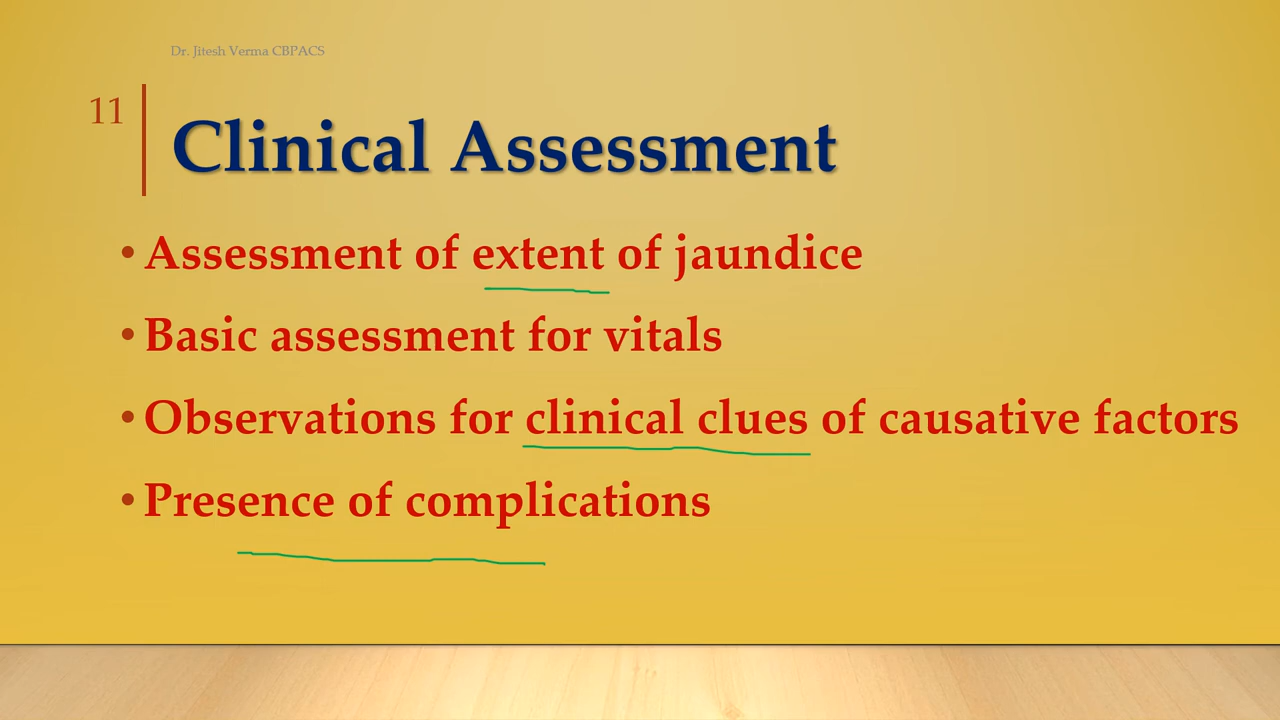 Dr. Jitesh Verma CBPACS
11
Clinical Assessment
• Assessment of extent of jaundice
• Basic assessment for vitals
• Observations for clinical clues of causative factors
• Presence of complications